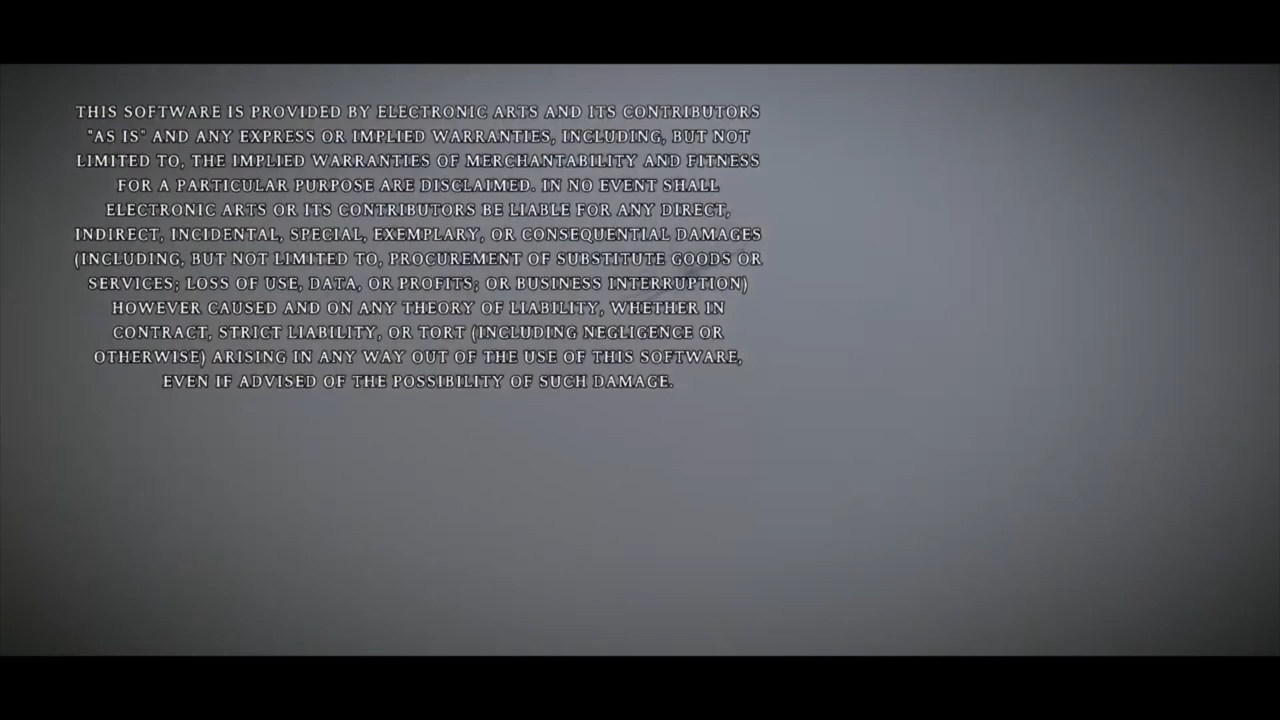 THIS SOFTWARE IS PROVIDED BY ELECTRONIC ARTS AND ITS CONTRIBUTORS
"AS IS" AND ANY EXPRESS OR IMPLIED WARRANTIES, INCLUDING, BUT NOT
LIMITED TO, THE IMPLIED WARRANTIES OF MERCHANTABILITY AND FITNESS
FOR A PARTICULAR PURPOSE ARE DISCLAIMED. IN NO EVENT SHALL
ELECTRONIC ARTS OR ITS CONTRIBUTORS BE LIABLE FOR ANY DIRECT,
INDIRECT, INCIDENTAL, SPECIAL, EXEMPLARY, OR CONSEQUENTIAL DAMAGES
(INCLUDING, BUT NOT LIMITED TO, PROCUREMENT OF SUBSTITUTE GOODS OR
SERVICES; LOSS OF USE, DATA, OR PROFITS; OR BUSINESS INTERRUPTION)
HOWEVER CAUSED AND ON ANY THEORY OF LIABILITY, WHETHER IN
CONTRACT, STRICT LIABILITY, OR TORT (INCLUDING NEGLIGENCE OR
OTHERWISE) ARISING IN ANY WAY OUT OF THE USE OF THIS SOFTWARE,
EVEN IF ADVISED OF THE POSSIBILITY OF SUCH DAMAGE.